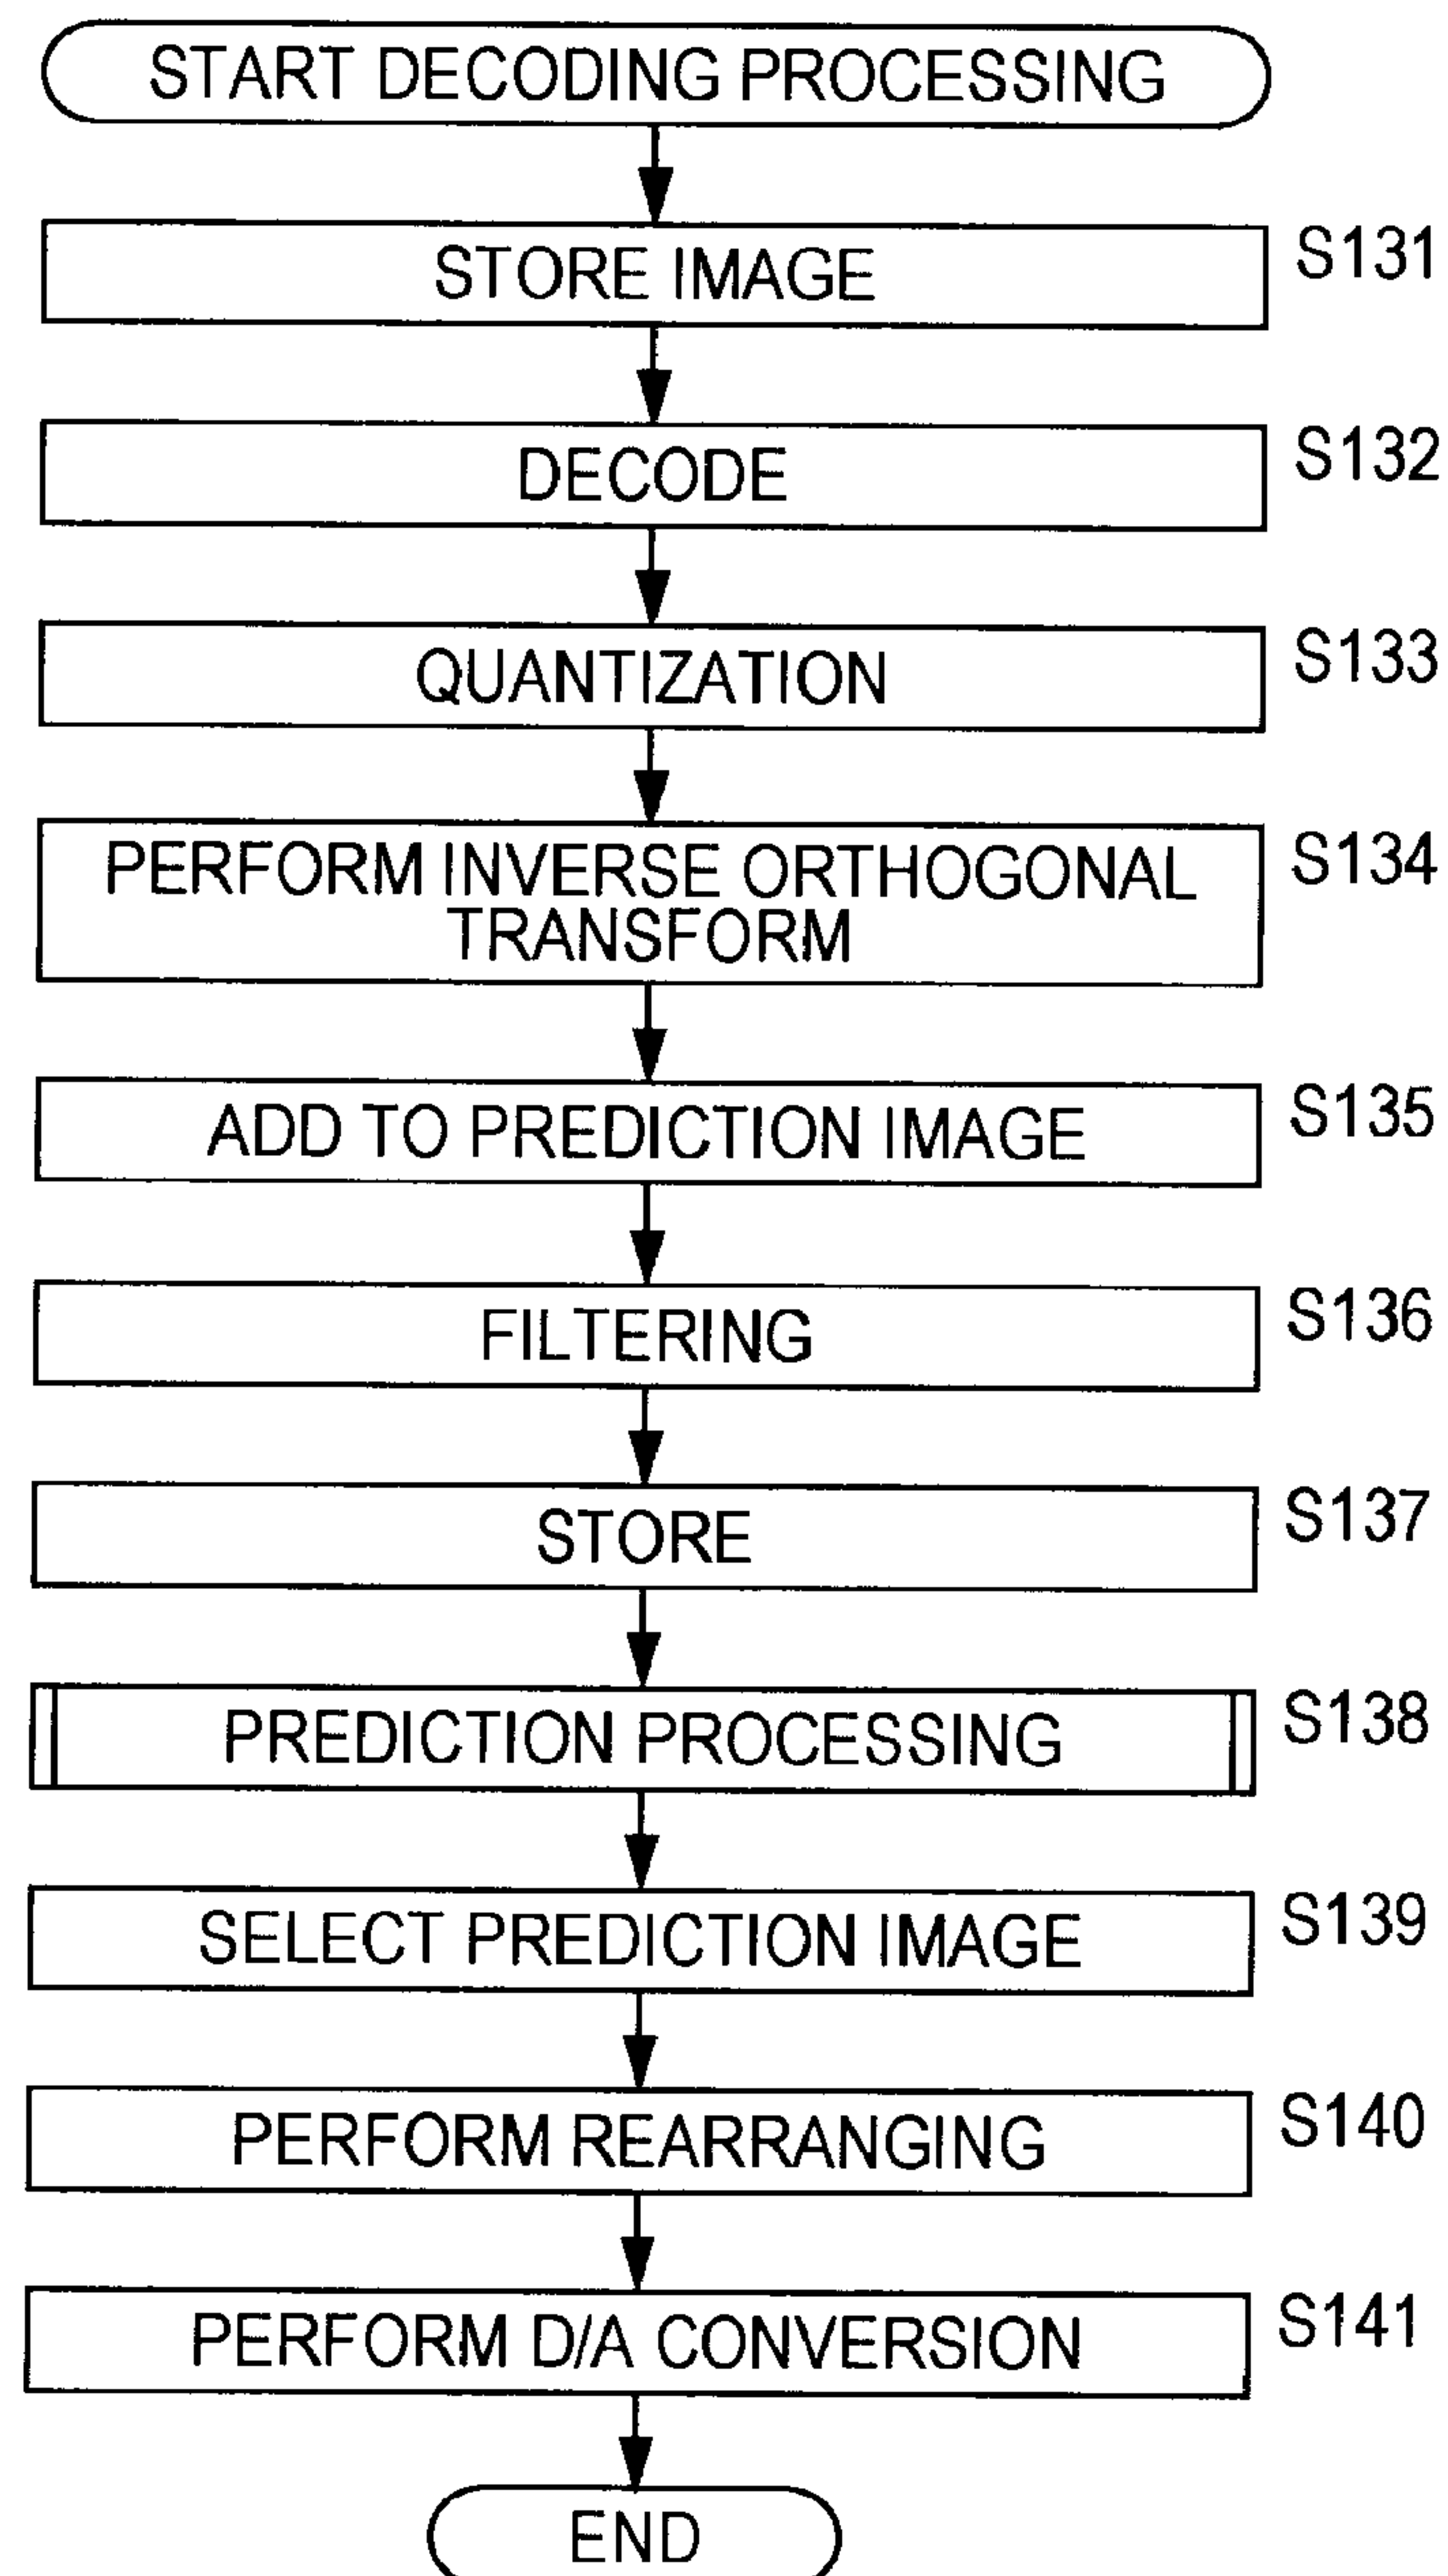 START DECODING PROCESSING
STORE IMAGE
S131
DECODE
S132
QUANTIZATION
S133
PERFORM INVERSE ORTHOGONAL
TRANSFORM
S134
ADD TO PREDICTION IMAGE
S135
FILTERING
S136
STORE
S137
PREDICTION PROCESSING
S138
SELECT PREDICTION IMAGE
S139
PERFORM REARRANGING
S140
PERFORM D/A CONVERSION
S141
END